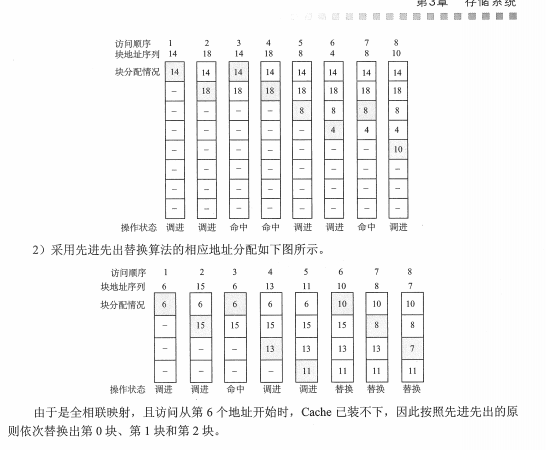 第3章 存储系统
访问顺序 1 2 3 4 5 6 7 8
块地址序列 14 18 14 18 8 4 8 10
块分配情况 14 14 14 14 14 14 14 14
– 18 18 18 18 18 18 18
– – – – 8 8 8 8
– – – – – 4 4 4
– – – – – – – 10
– – – – – – – –
– – – – – – – –
– – – – – – – –
操作状态 调进 调进 命中 命中 调进 调进 命中 调进
2）采用先进先出替换算法的相应地址分配如下图所示。
访问顺序 1 2 3 4 5 6 7 8
块地址序列 6 15 6 13 11 10 8 7
块分配情况 6 6 6 6 6 10 10 10
– 15 15 15 15 15 8 8
– – – 13 13 13 13 7
– – – – 11 11 11 11
操作状态 调进 调进 命中 调进 调进 替换 替换 替换
由于是全相联映射，且访问从第 6 个地址开始时，Cache 已装不下，因此按照先进先出的原
则依次替换出第 0 块、第 1 块和第 2 块。